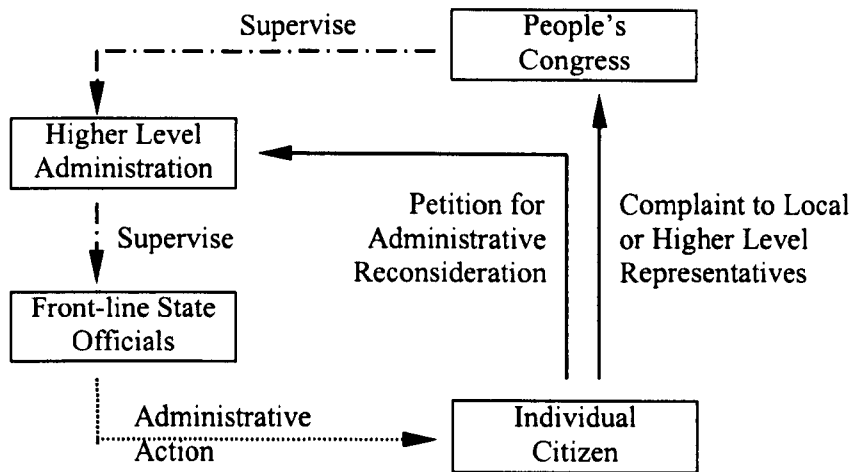 Supervise
People's
Congress
Higher Level
Administration
Petition for
Administrative
Reconsideration
Complaint to Local
or Higher Level
Representatives
Supervise
Front-line State
Officials
Administrative
Action
Individual
Citizen